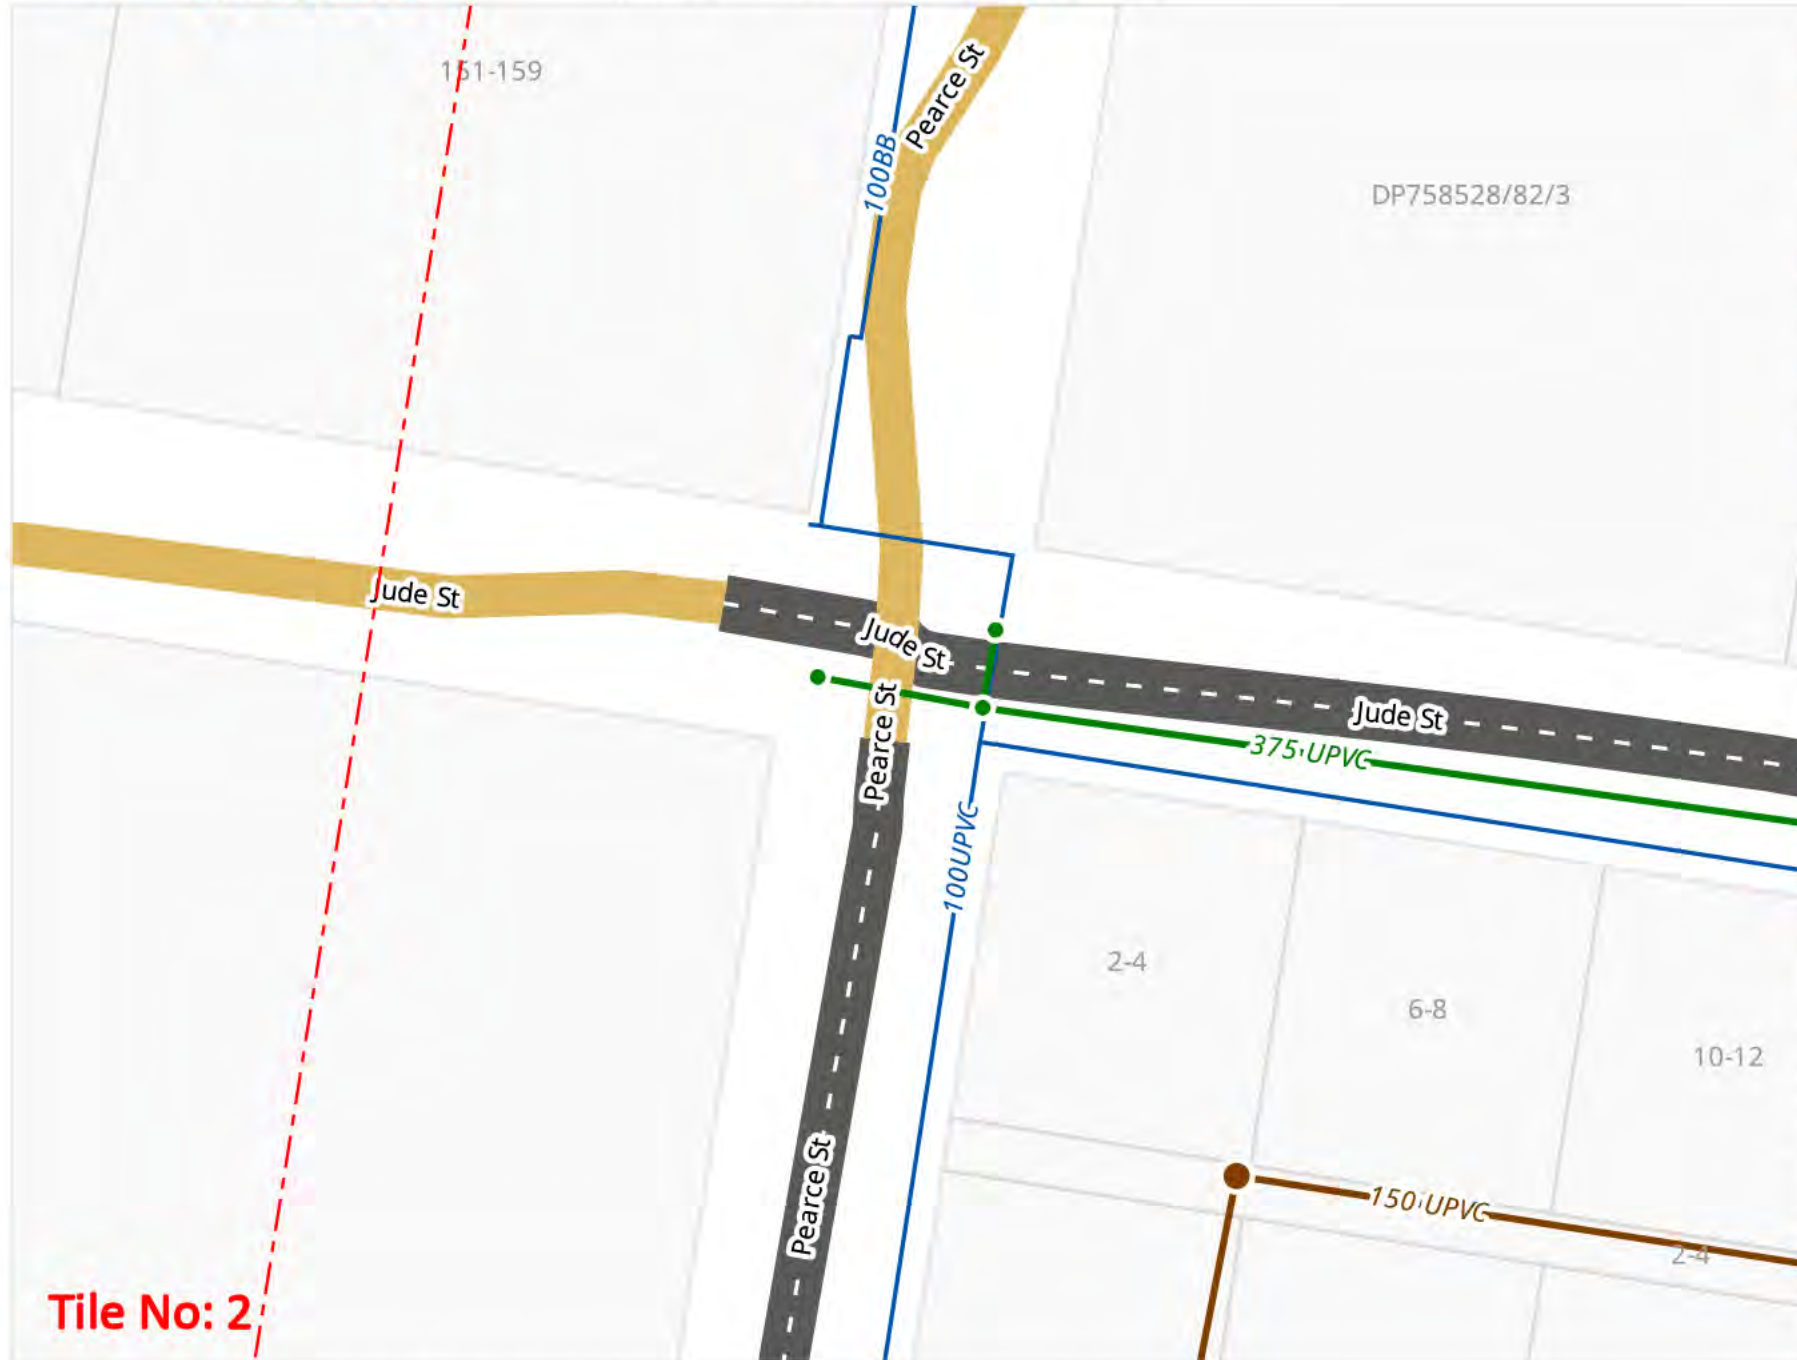 151-159
Pearce St
100BB
DP758528/82/3
Jude St
Jude St
Jude St
Pearce St
375 UPVC
100UPVC
2-4
6-8
10-12
Pearce St
150 UPVC
2-4
Tile No: 2